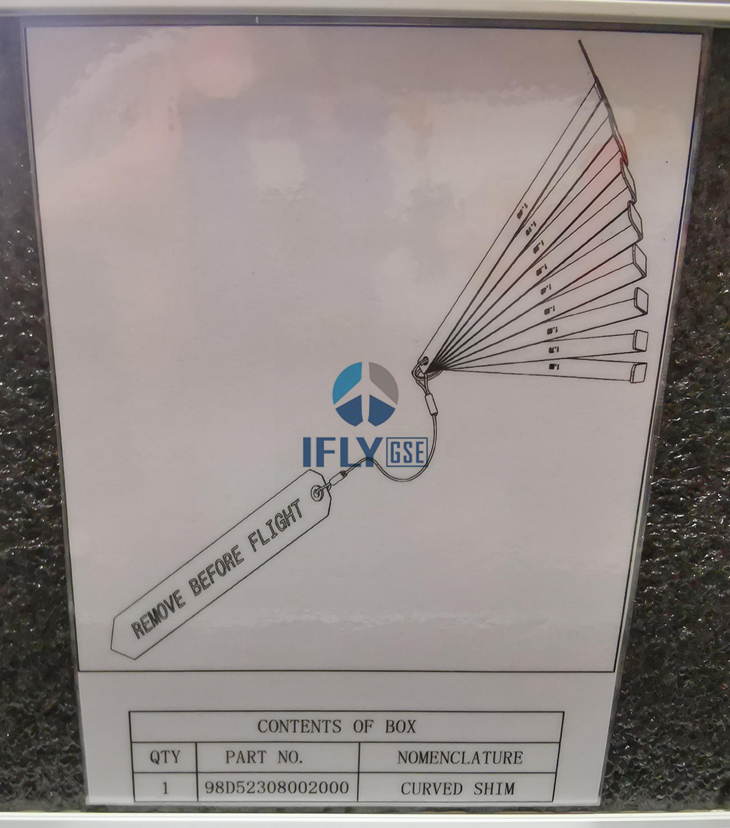 IFLY GSE
REMOVE BEFORE FLIGHT
CONTENTS OF BOX
QTY PART NO. NOMENCLATURE
1 98D52308002000 CURVED SHIM